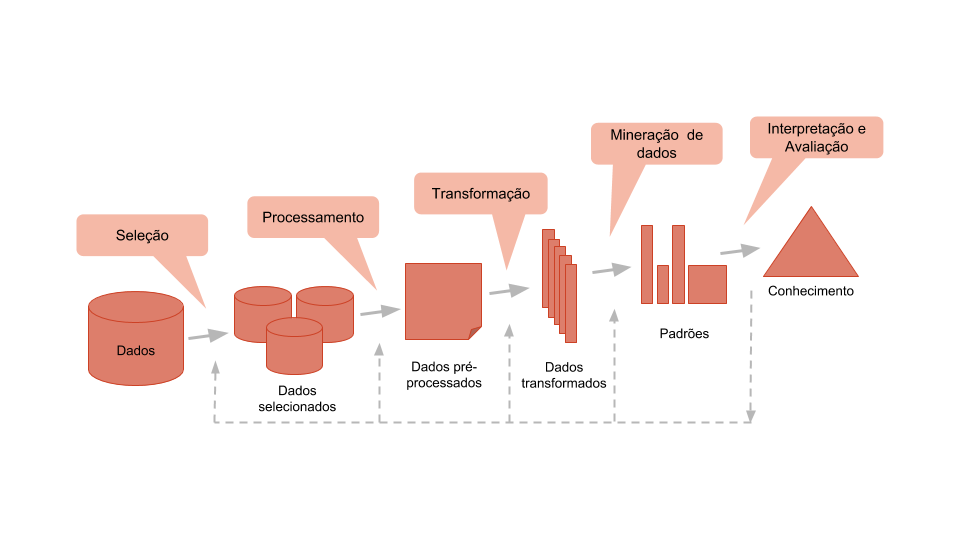 Seleção
Processamento
Transformação
Mineração de
dados
Interpretação e
Avaliação
Dados
Dados
selecionados
Dados pré-
processados
Dados
transformados
Padrões
Conhecimento